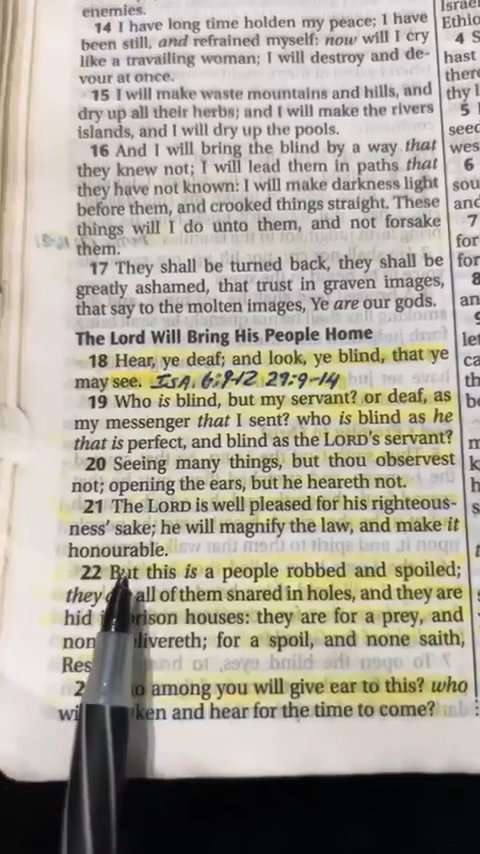 enemies.
14 I have long time holden my peace; I have
been still, and refrained myself: now will I cry
like a travailing woman; I will destroy and de-
vour at once.
15 I will make waste mountains and hills, and
dry up all their herbs; and I will make the rivers
islands, and I will dry up the pools.
16 And I will bring the blind by a way that
they knew not; I will lead them in paths that
they have not known: I will make darkness light
before them, and crooked things straight. These
things will I do unto them, and not forsake
them.
17 They shall be turned back, they shall be
greatly ashamed, that trust in graven images,
that say to the molten images, Ye are our gods.
The Lord Will Bring His People Home
18 Hear, ye deaf; and look, ye blind, that ye
may see. ISA. 6:9-12 29:9-14
19 Who is blind, but my servant? or deaf, as
my messenger that I sent? who is blind as he
that is perfect, and blind as the LORD's servant?
20 Seeing many things, but thou observest
not; opening the ears, but he heareth not.
21 The LORD is well pleased for his righteous-
ness' sake; he will magnify the law, and make it
honourable.
22 But this is a people robbed and spoiled;
they all of them snared in holes, and they are
hid prison houses: they are for a prey, and
for a spoil, and none saith,
among you will give ear to this? who
and hear for the time to come?
Israe
Ethio
4 S
hast
there
thy l
5
seed
wes
6
sou
and
7
for
for
8
an
9
let
ca
th
be
m
k
h
s